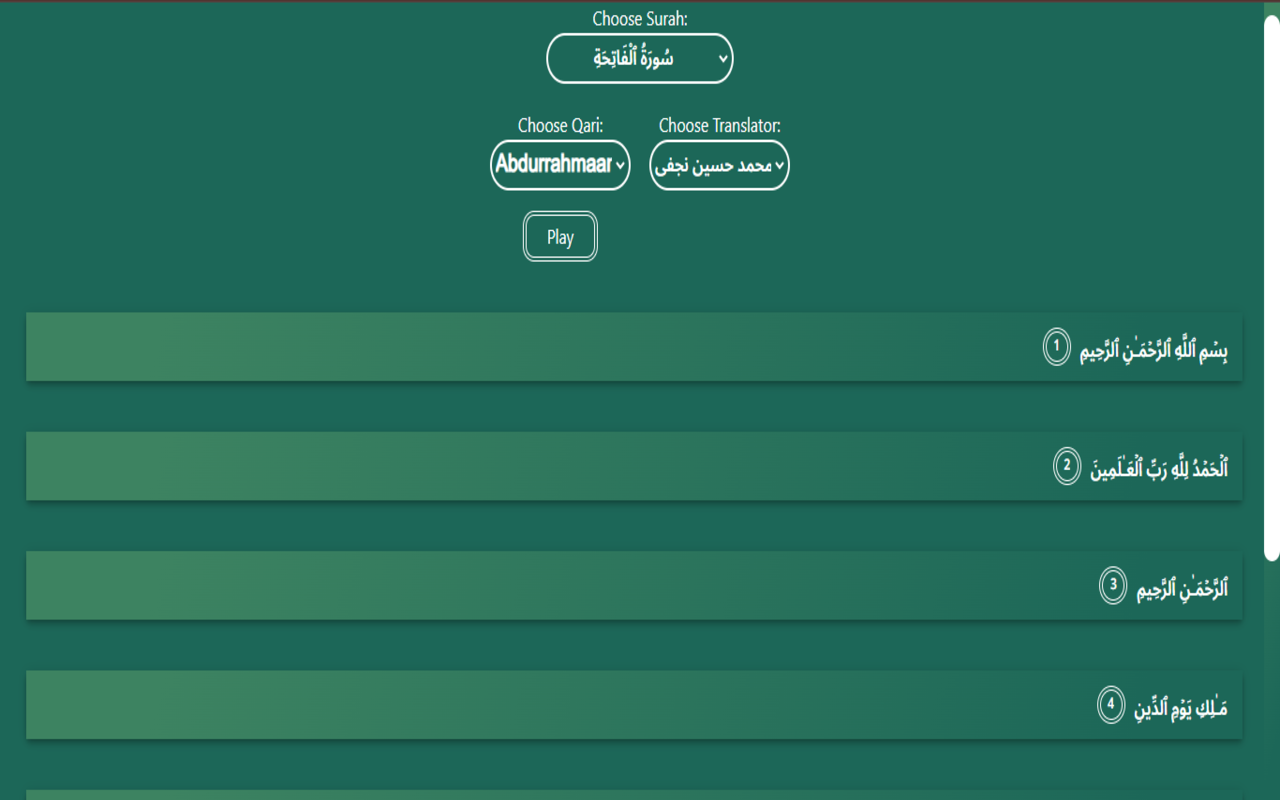 Choose Surah:
سُورَةُ ٱلْفَاتِحَةِ
Choose Qari: Choose Translator:
Abdurrahmaan محمد حسین نجفی
Play
بِسْمِ ٱللَّهِ ٱلرَّحْمَـٰنِ ٱلرَّحِيمِ 1
ٱلْحَمْدُ لِلَّهِ رَبِّ ٱلْعَـٰلَمِينَ 2
ٱلرَّحْمَـٰنِ ٱلرَّحِيمِ 3
مَـٰلِكِ يَوْمِ ٱلدِّينِ 4